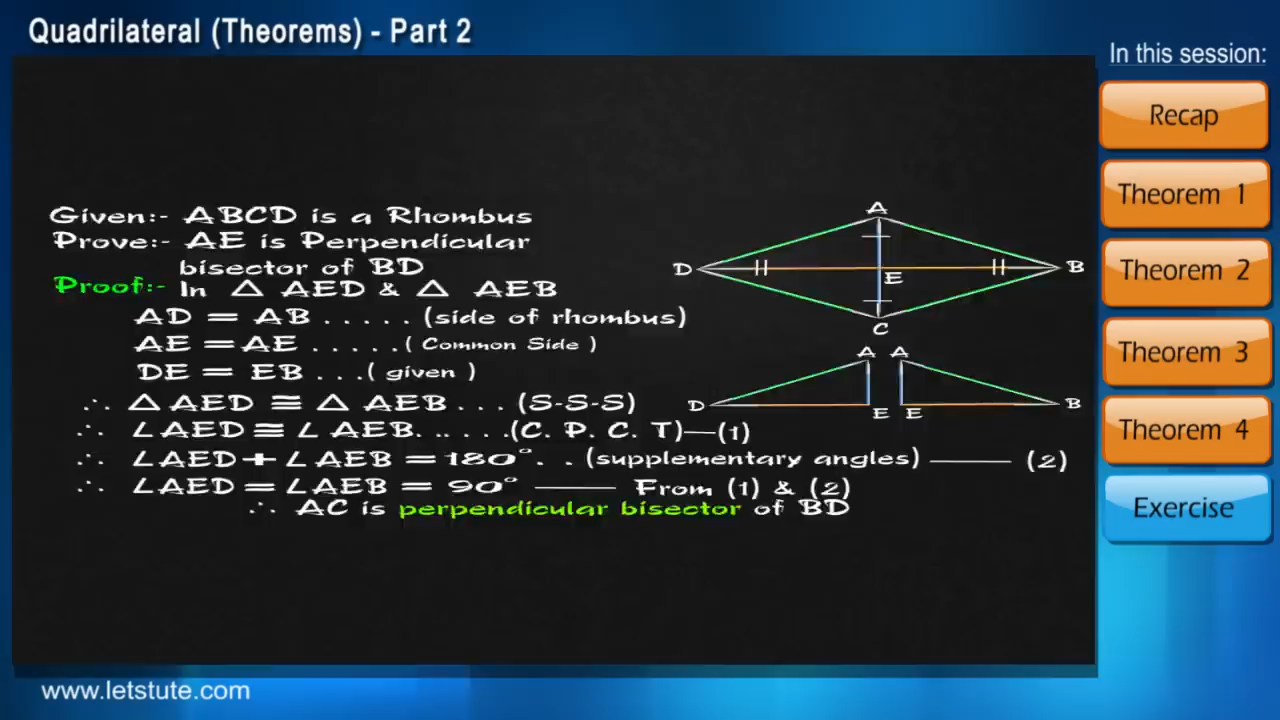 Quadrilateral (Theorems) - Part 2
In this session:
Recap
Theorem 1
Theorem 2
Theorem 3
Theorem 4
Exercise
Given:- ABCD is a Rhombus
Prove:- AE is Perpendicular
bisector of BD
Proof:- In △ AED & △ AEB
AD = AB . . . . . (side of rhombus)
AE = AE . . . . . ( Common Side )
DE = EB . . . ( given )
∴ △ AED ≅ △ AEB . . . (S-S-S)
∴ ∠AED ≅ ∠ AEB. . . . . . (C. P. C. T)—(1)
∴ ∠AED + ∠ AEB = 180°. . . (supplementary angles) ——— (2)
∴ ∠AED = ∠AEB = 90° ——— From (1) & (2)
∴ AC is perpendicular bisector of BD
A
D
B
E
C
A A
D
B
E E
www.letstute.com